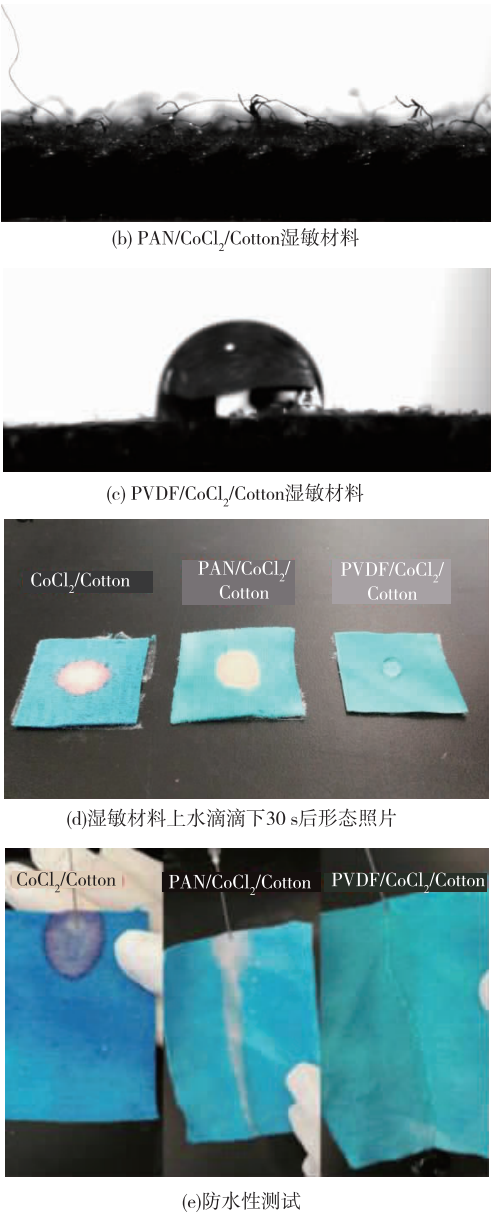 (b) PAN/CoCl₂/Cotton湿敏材料
(c) PVDF/CoCl₂/Cotton湿敏材料
CoCl₂/Cotton
PAN/CoCl₂/
Cotton
PVDF/CoCl₂/
Cotton
(d)湿敏材料上水滴滴下30 s后形态照片
CoCl₂/Cotton
PAN/CoCl₂/Cotton
PVDF/CoCl₂/Cotton
(e)防水性测试